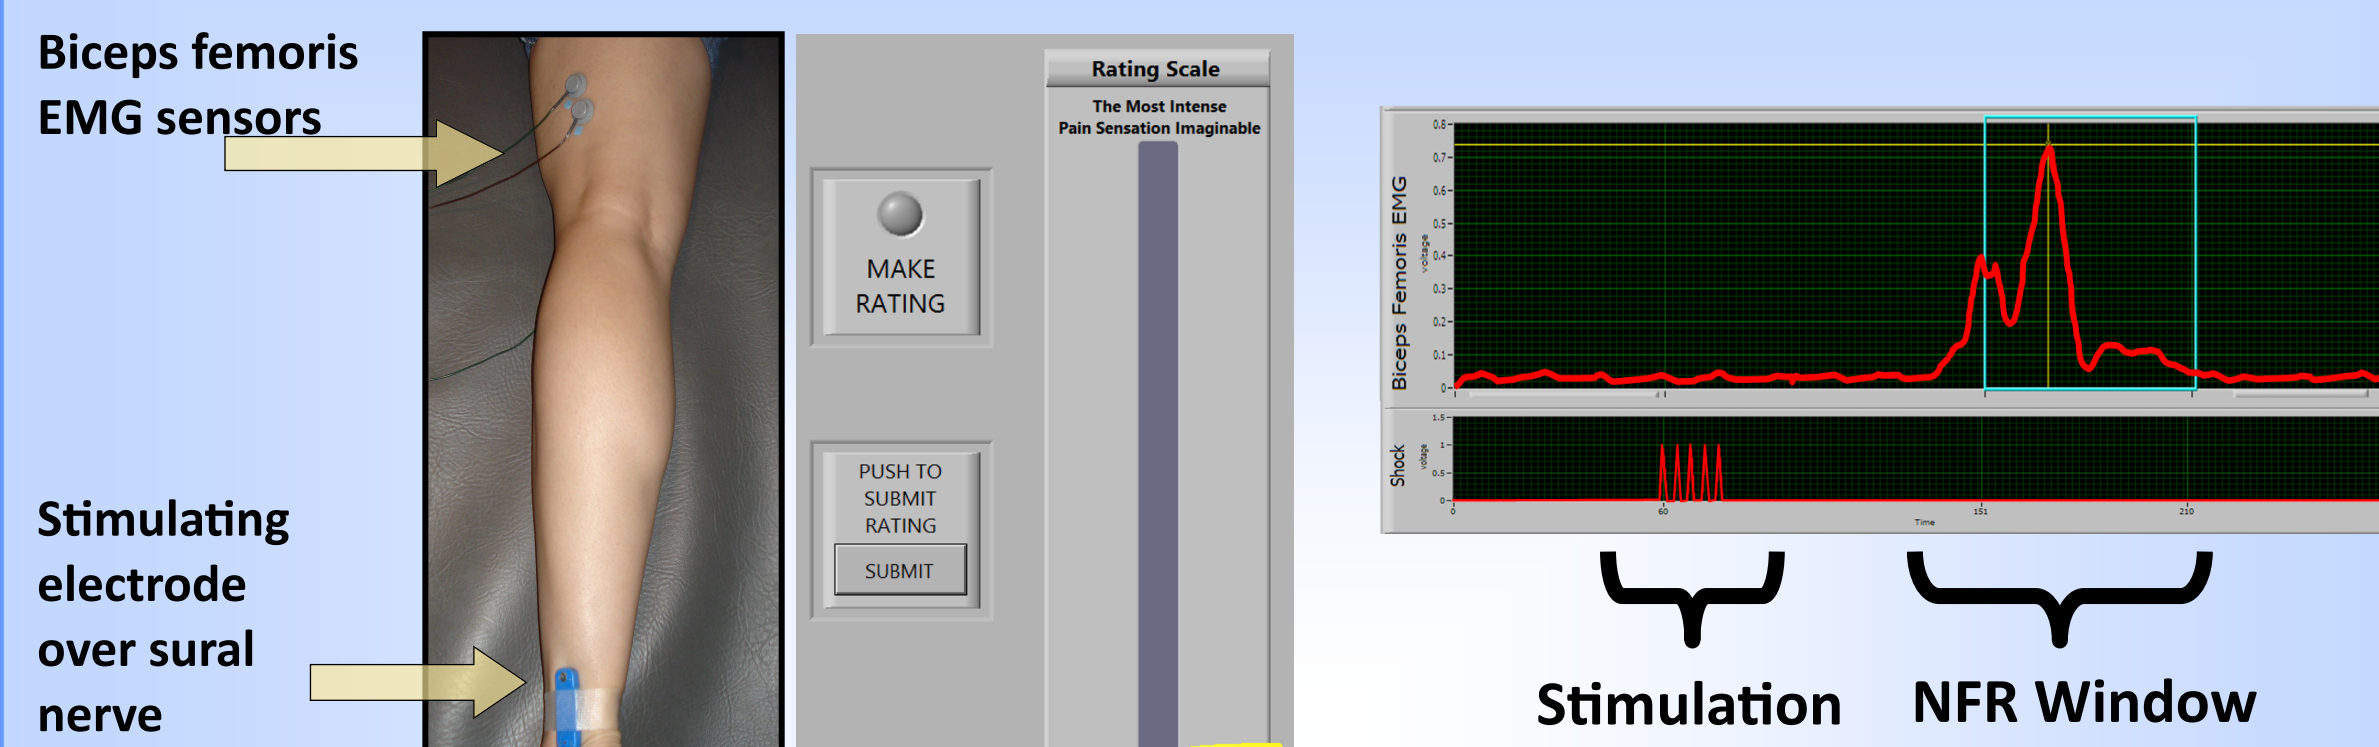 Biceps femoris
EMG sensors
Stimulating
electrode
over sural
nerve
MAKE
RATING
PUSH TO
SUBMIT
RATING
SUBMIT
Rating Scale
The Most Intense
Pain Sensation Imaginable
Biceps Femoris EMG
voltage
0.8
0.7
0.6
0.5
0.4
0.3
0.2
0.1
0
Shock
voltage
1.5
1
0.5
0
0 60 151 210
Time
Stimulation
NFR Window